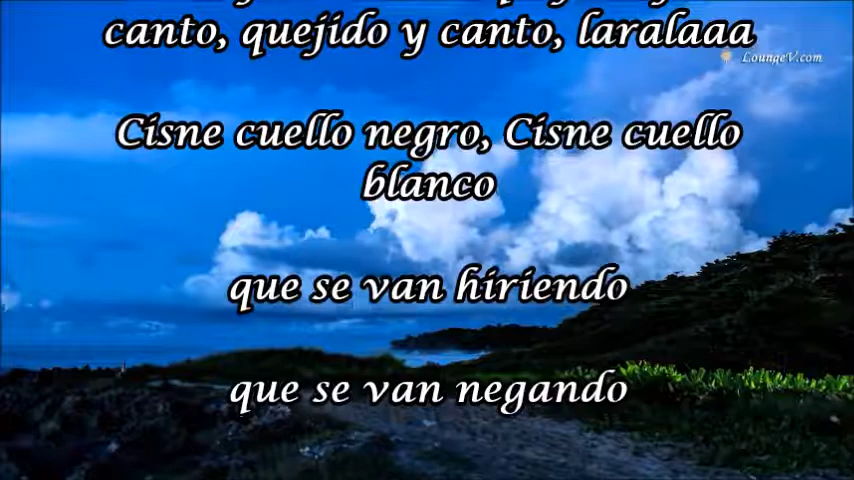 canto, quejido y canto, laralaaa
LoungeV.com
Cisne cuello negro, Cisne cuello
blanco
que se van hiriendo
que se van negando